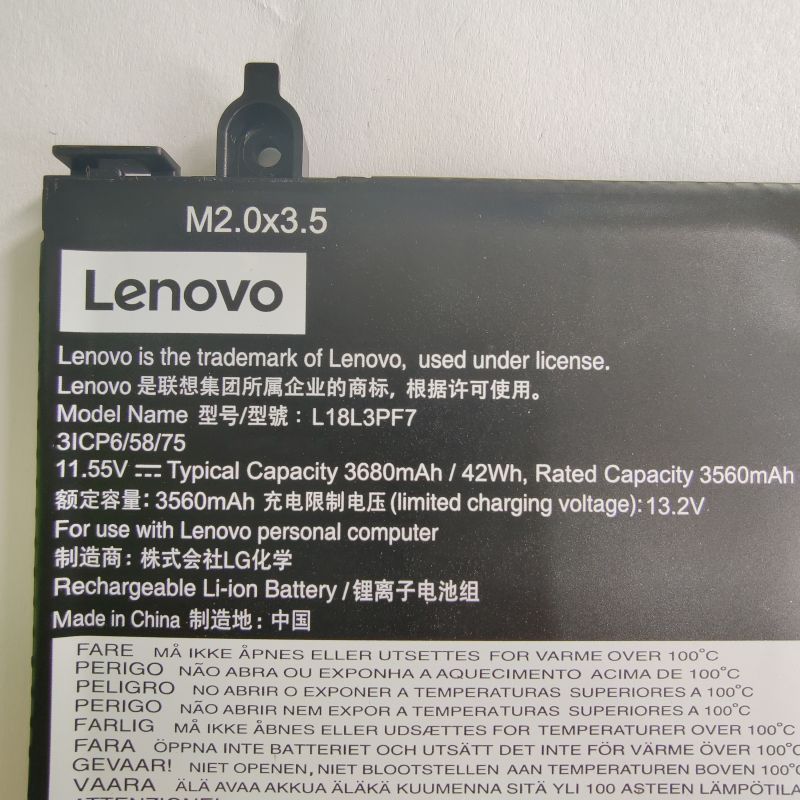 M2.0x3.5
Lenovo
Lenovo is the trademark of Lenovo, used under license.
Lenovo 是联想集团所属企业的商标，根据许可使用。
Model Name 型号/型號：L18L3PF7
3ICP6/58/75
11.55V ⎓ Typical Capacity 3680mAh / 42Wh, Rated Capacity 3560mAh
额定容量: 3560mAh 充电限制电压 (limited charging voltage): 13.2V
For use with Lenovo personal computer
制造商：株式会社LG化学
Rechargeable Li-ion Battery / 锂离子电池组
Made in China 制造地：中国
FARE MÅ IKKE ÅPNES ELLER UTSETTES FOR VARME OVER 100°C
PERIGO NÃO ABRA OU EXPONHA A AQUECIMENTO ACIMA DE 100°C
PELIGRO NO ABRIR O EXPONER A TEMPERATURAS SUPERIORES A 100°C
PERIGO NÃO ABRIR NEM EXPOR A TEMPERATURAS SUPERIORES A 100°C
FARLIG MÅ IKKE ÅBNES ELLER UDSÆTTES FOR TEMPERATURER OVER 100°C
FARA ÖPPNA INTE BATTERIET OCH UTSÄTT DET INTE FÖR VÄRME ÖVER 100°C
GEVAAR! NIET OPENEN, NIET BLOOTSTELLEN AAN TEMPERATUREN BOVEN 100°C
VAARA ÄLÄ AVAA AKKUA ÄLÄKÄ KUUMENNA SITÄ YLI 100 ASTEEN LÄMPÖTILA